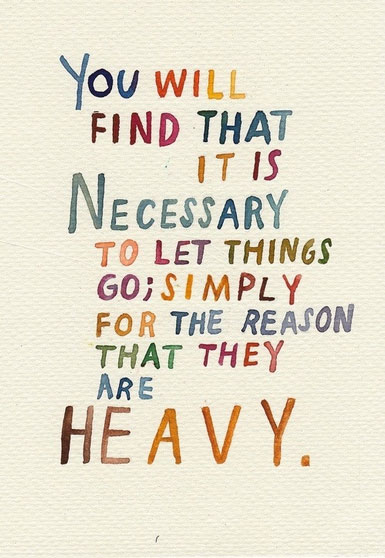 YOU WILL
FIND THAT
IT IS
NECESSARY
TO LET THINGS
GO; SIMPLY
FOR THE REASON
THAT THEY
ARE
HEAVY.